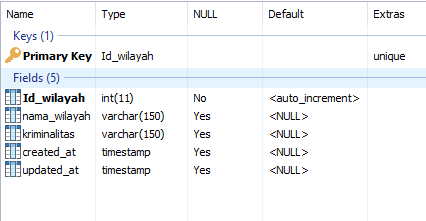 Name Type NULL Default Extras
Keys (1)
Primary Key Id_wilayah unique
Fields (5)
Id_wilayah int(11) No <auto_increment>
nama_wilayah varchar(150) Yes <NULL>
kriminalitas varchar(150) Yes <NULL>
created_at timestamp Yes <NULL>
updated_at timestamp Yes <NULL>